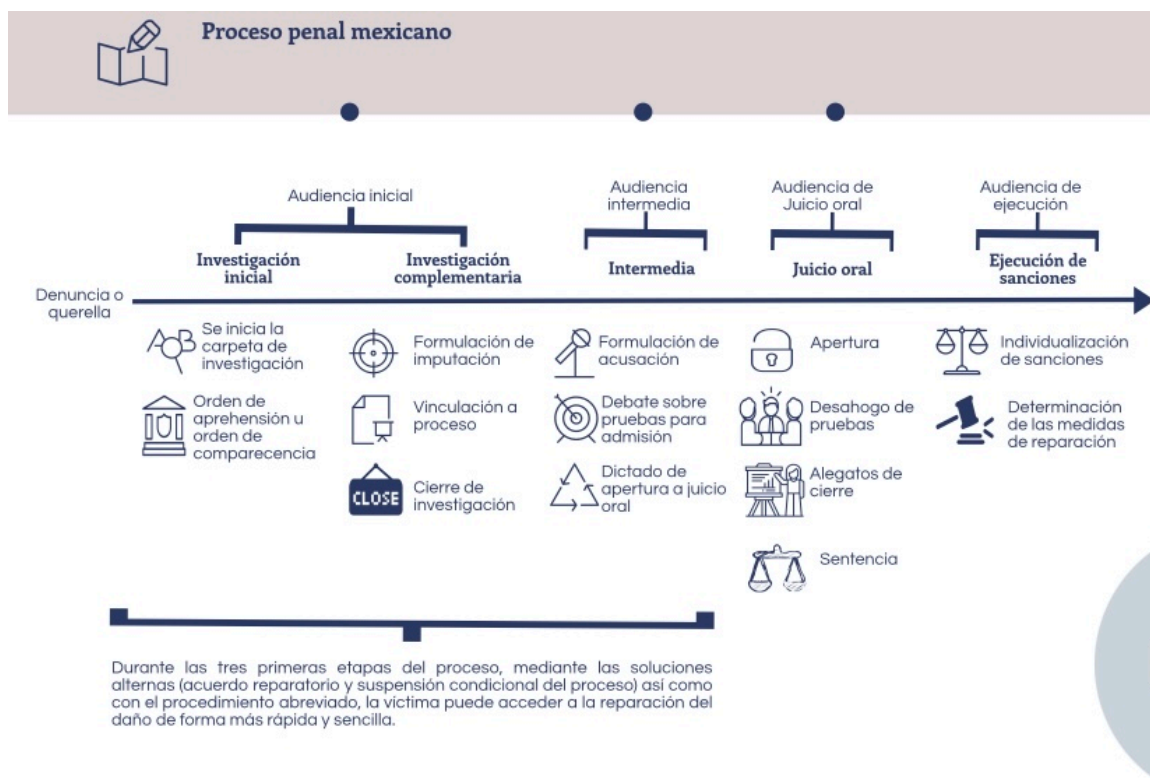 Proceso penal mexicano
Audiencia inicial
Audiencia
intermedia
Audiencia de
Juicio oral
Audiencia de
ejecución
Investigación
inicial
Investigación
complementaria
Intermedia
Juicio oral
Ejecución de
sanciones
Denuncia o
querella
Se inicia la
carpeta de
investigación
Orden de
aprehensión u
orden de
comparecencia
Formulación de
imputación
Vinculación a
proceso
CLOSE
Cierre de
investigación
Formulación de
acusación
Debate sobre
pruebas para
admisión
Dictado de
apertura a juicio
oral
Apertura
Desahogo de
pruebas
Alegatos de
cierre
Sentencia
Individualización
de sanciones
Determinación
de las medidas
de reparación
Durante las tres primeras etapas del proceso, mediante las soluciones
alternas (acuerdo reparatorio y suspensión condicional del proceso) así como
con el procedimiento abreviado, la víctima puede acceder a la reparación del
daño de forma más rápida y sencilla.